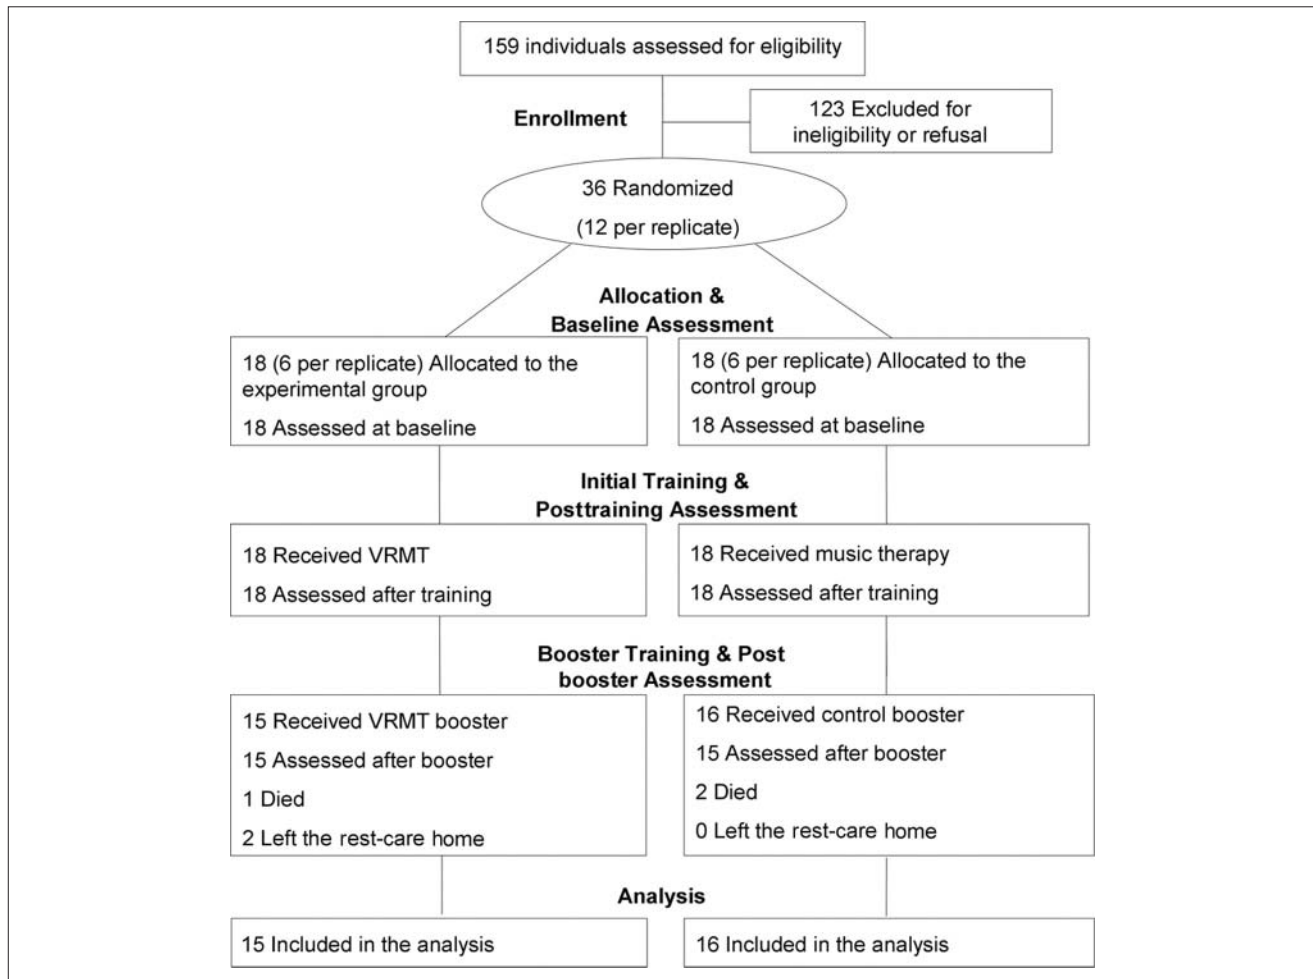 159 individuals assessed for eligibility
Enrollment
123 Excluded for
ineligibility or refusal
36 Randomized
(12 per replicate)
Allocation &
Baseline Assessment
18 (6 per replicate) Allocated to the
experimental group
18 Assessed at baseline
18 (6 per replicate) Allocated to the
control group
18 Assessed at baseline
Initial Training &
Posttraining Assessment
18 Received VRMT
18 Assessed after training
18 Received music therapy
18 Assessed after training
Booster Training & Post
booster Assessment
15 Received VRMT booster
15 Assessed after booster
1 Died
2 Left the rest-care home
16 Received control booster
15 Assessed after booster
2 Died
0 Left the rest-care home
Analysis
15 Included in the analysis
16 Included in the analysis